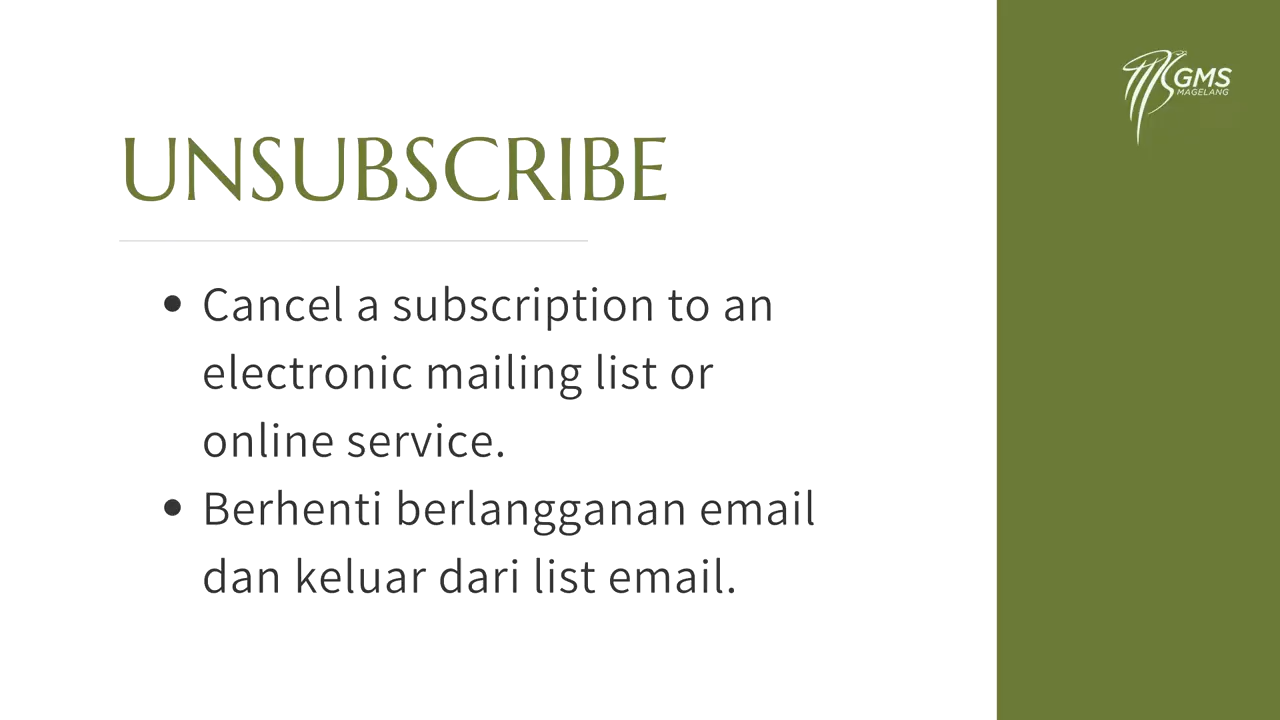 GMS
MAGELANG
UNSUBSCRIBE
• Cancel a subscription to an
electronic mailing list or
online service.
• Berhenti berlangganan email
dan keluar dari list email.